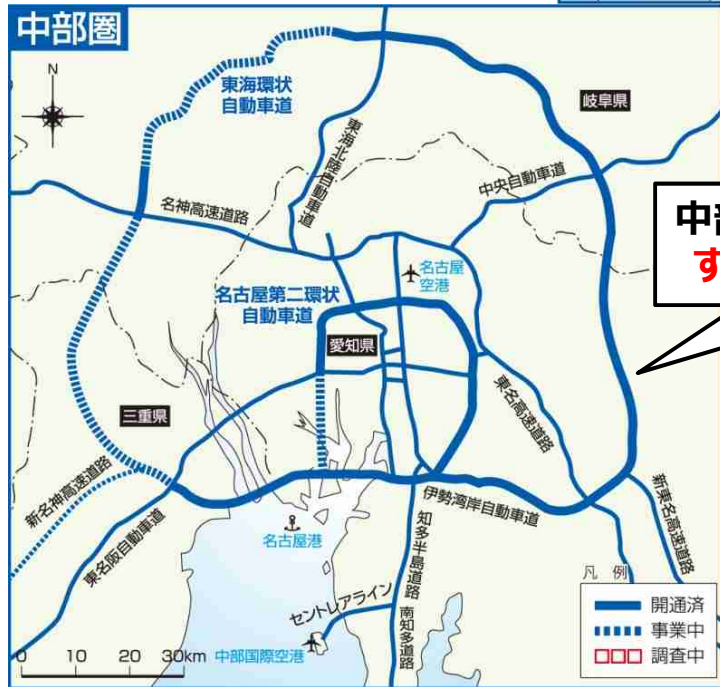 中部圏
N
東海環状
自動車道
岐阜県
東海北陸自動車道
中央自動車道
名神高速道路
中部
す
名古屋
空港
名古屋第二環状
自動車道
愛知県
三重県
東名高速道路
新名神高速道路
伊勢湾岸自動車道
新東名高速道路
東名阪自動車道
名古屋港
知多半島道路
凡 例
開通済
事業中
調査中
セントレアライン
南知多道路
0 10 20 30km
中部国際空港